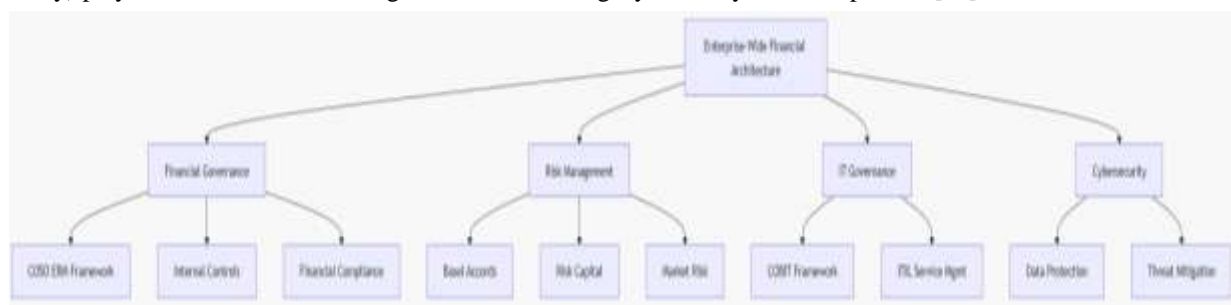 Enterprise-Wide Financial
Architecture
Financial Governance
Risk Management
IT Governance
Cybersecurity
COSO ERM Framework
Internal Controls
Financial Compliance
Basel Accords
Risk Capital
Market Risk
COBIT Framework
ITIL Service Mgmt
Data Protection
Threat Mitigation